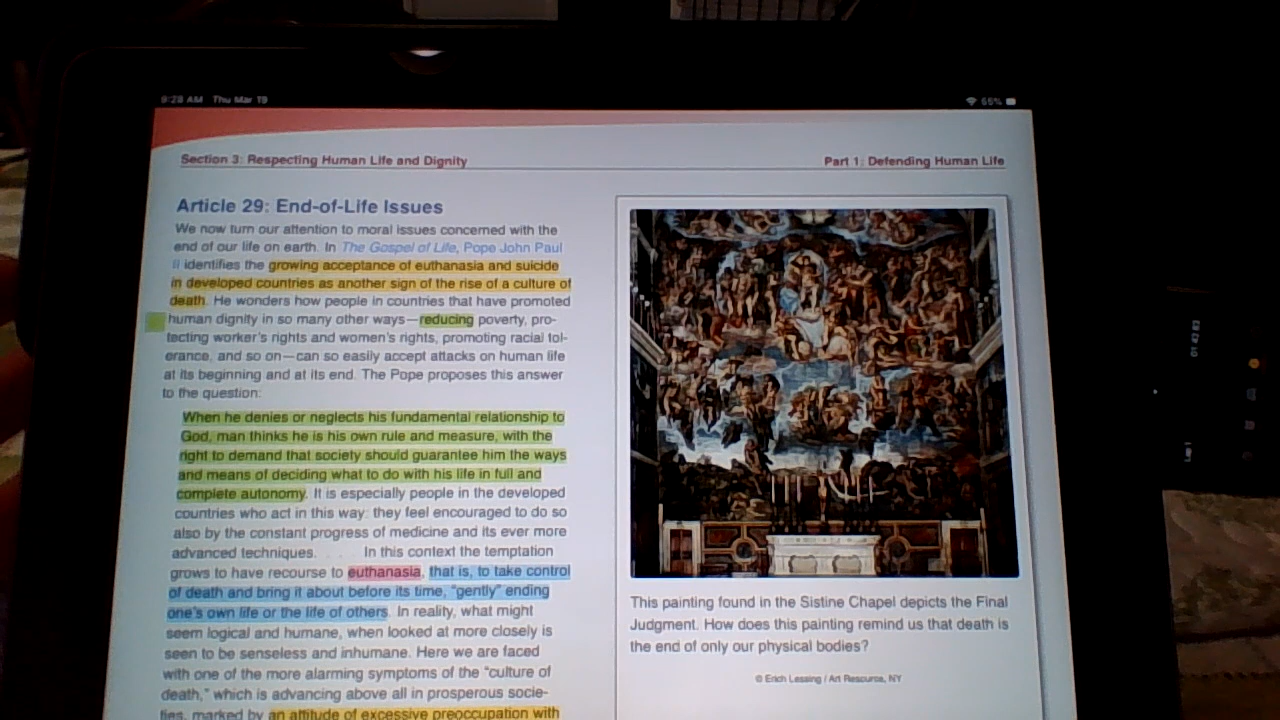 9:28 AM Thu Mar 19
65%
Section 3: Respecting Human Life and Dignity
Part 1: Defending Human Life
Article 29: End-of-Life Issues
We now turn our attention to moral issues concerned with the
end of our life on earth. In The Gospel of Life, Pope John Paul
II identifies the growing acceptance of euthanasia and suicide
in developed countries as another sign of the rise of a culture of
death. He wonders how people in countries that have promoted
human dignity in so many other ways—reducing poverty, pro-
tecting worker's rights and women's rights, promoting racial tol-
erance, and so on—can so easily accept attacks on human life
at its beginning and at its end. The Pope proposes this answer
to the question:
When he denies or neglects his fundamental relationship to
God, man thinks he is his own rule and measure, with the
right to demand that society should guarantee him the ways
and means of deciding what to do with his life in full and
complete autonomy. It is especially people in the developed
countries who act in this way: they feel encouraged to do so
also by the constant progress of medicine and its ever more
advanced techniques. . . . . In this context the temptation
grows to have recourse to euthanasia, that is, to take control
of death and bring it about before its time, "gently" ending
one's own life or the life of others. In reality, what might
seem logical and humane, when looked at more closely is
seen to be senseless and inhumane. Here we are faced
with one of the more alarming symptoms of the "culture of
death," which is advancing above all in prosperous socie-
ties, marked by an attitude of excessive preoccupation with
This painting found in the Sistine Chapel depicts the Final
Judgment. How does this painting remind us that death is
the end of only our physical bodies?
© Erich Lessing / Art Resource, NY